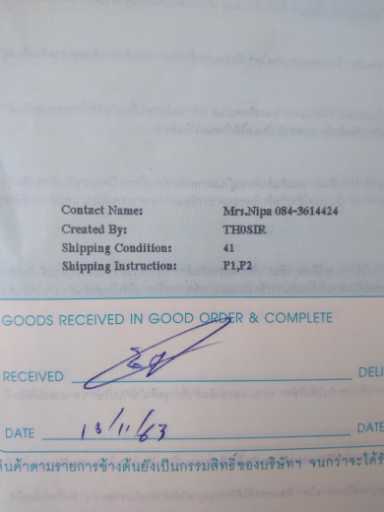 Contact Name: Mrs.Nipa 084-3614424
Created By: TH0SIR
Shipping Condition: 41
Shipping Instruction: P1,P2
GOODS RECEIVED IN GOOD ORDER & COMPLETE
RECEIVED DELI
DATE 13/11/63 DATE
นค้าตามรายการข้างต้นยังเป็นกรรมสิทธิ์ของบริษัทฯ จนกว่าจะได้รั